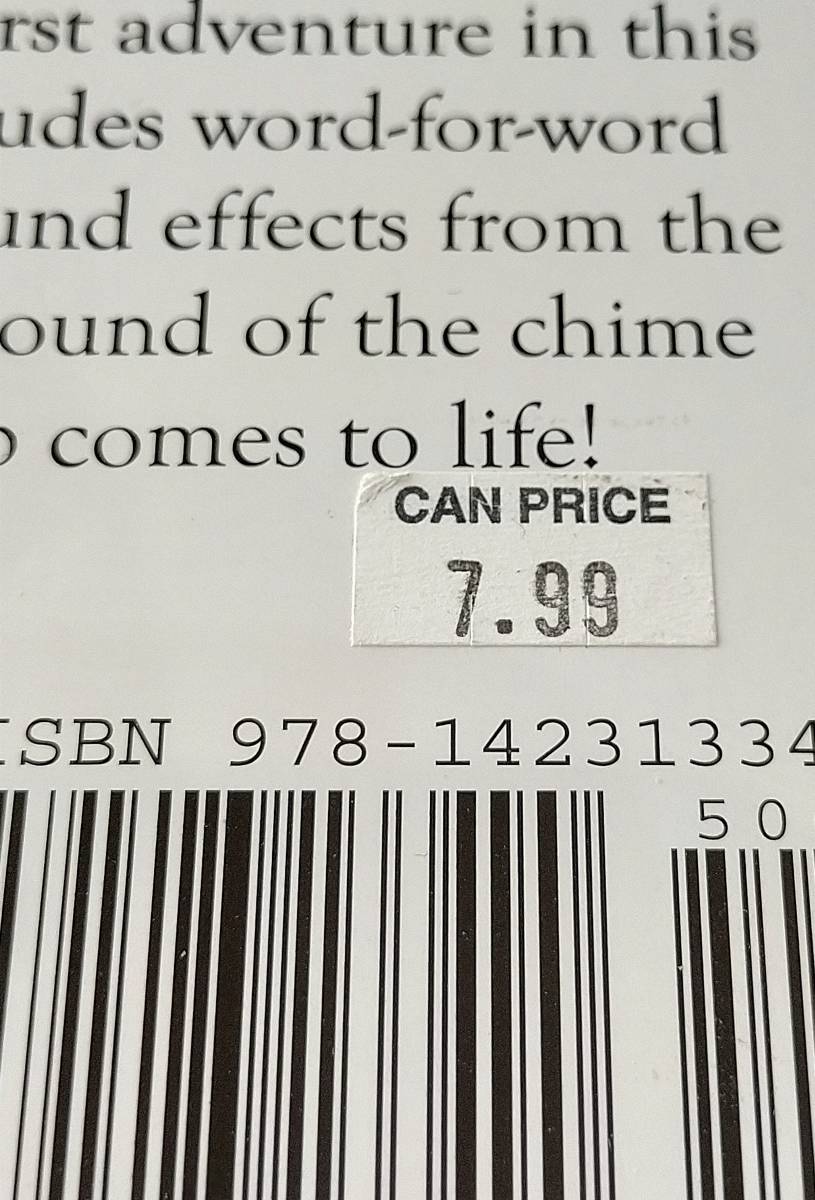 rst adventure in this
udes word-for-word
und effects from the
ound of the chime
comes to life!
CAN PRICE
7.99
ISBN 978-14231334
50